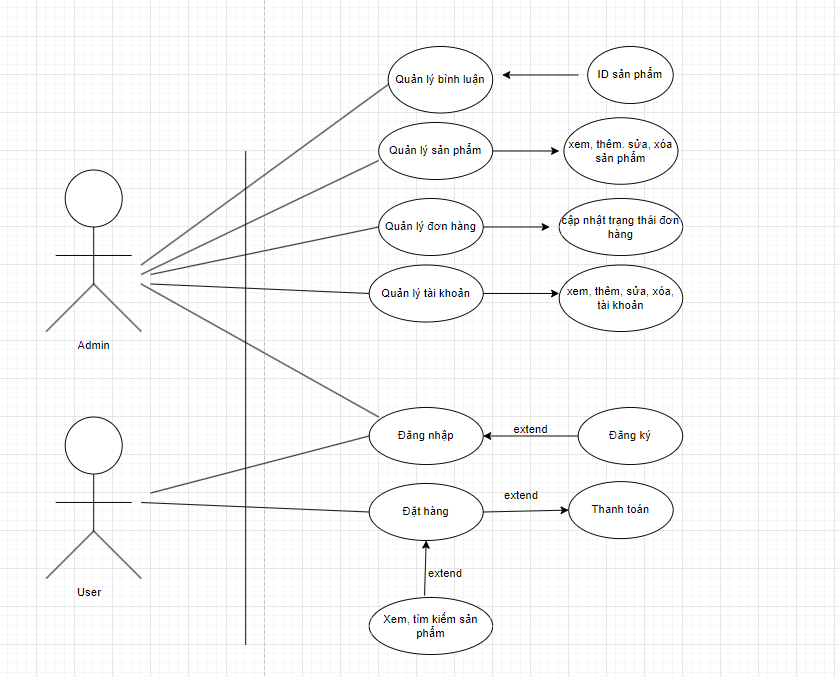 Quản lý bình luận
ID sản phẩm
Quản lý sản phẩm
xem, thêm. sửa, xóa
sản phẩm
Quản lý đơn hàng
cập nhật trạng thái đơn
hàng
Quản lý tài khoản
xem, thêm, sửa, xóa,
tài khoản
Admin
Đăng nhập
extend
Đăng ký
Đặt hàng
extend
Thanh toán
extend
User
Xem, tìm kiếm sản
phẩm